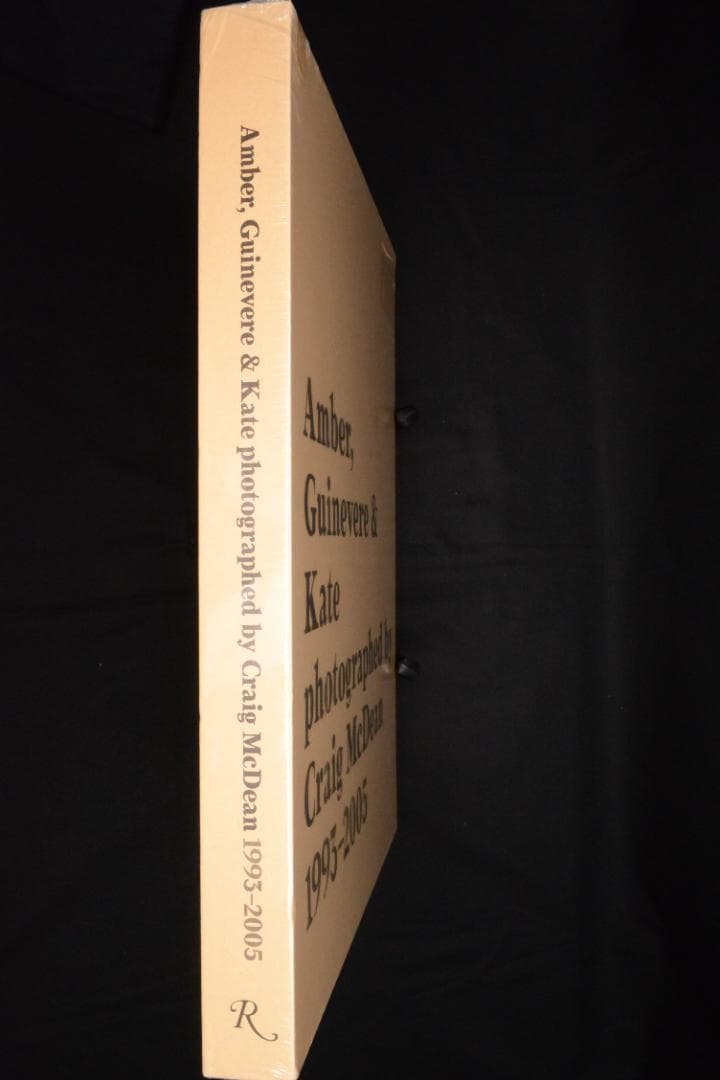 Amber, Guinevere & Kate photographed by Craig McDean 1993–2005
R
Amber,
Guinevere &
Kate
photographed by
Craig McDean
1993–2005